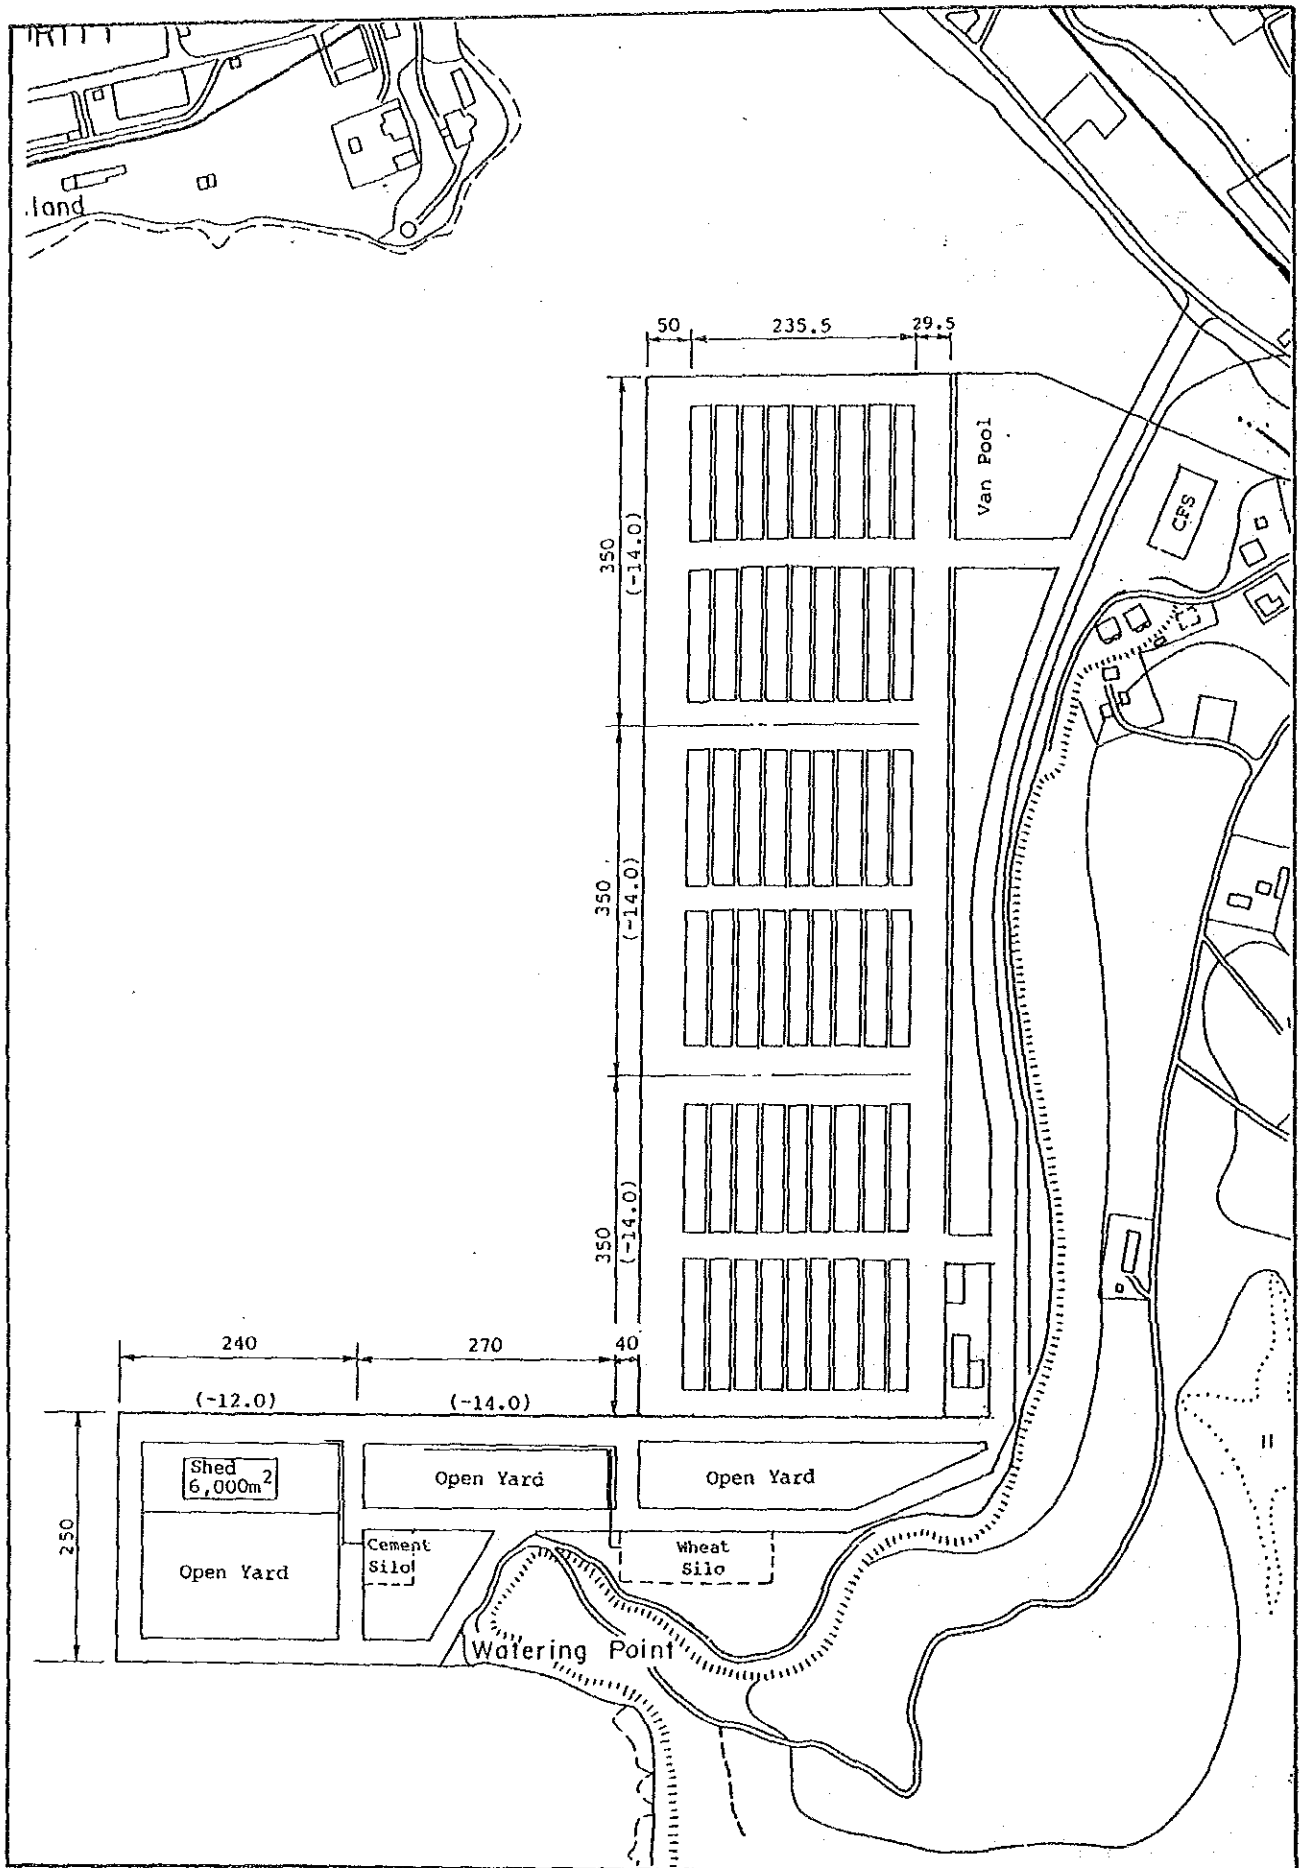 .land
50
235.5
29.5
Van Pool
CFS
350
(-14.0)
350
(-14.0)
350
(-14.0)
240
270
40
(-12.0)
(-14.0)
250
Shed
6,000m²
Open Yard
Open Yard
Open Yard
Cement
Silo
Wheat
Silo
Watering Point